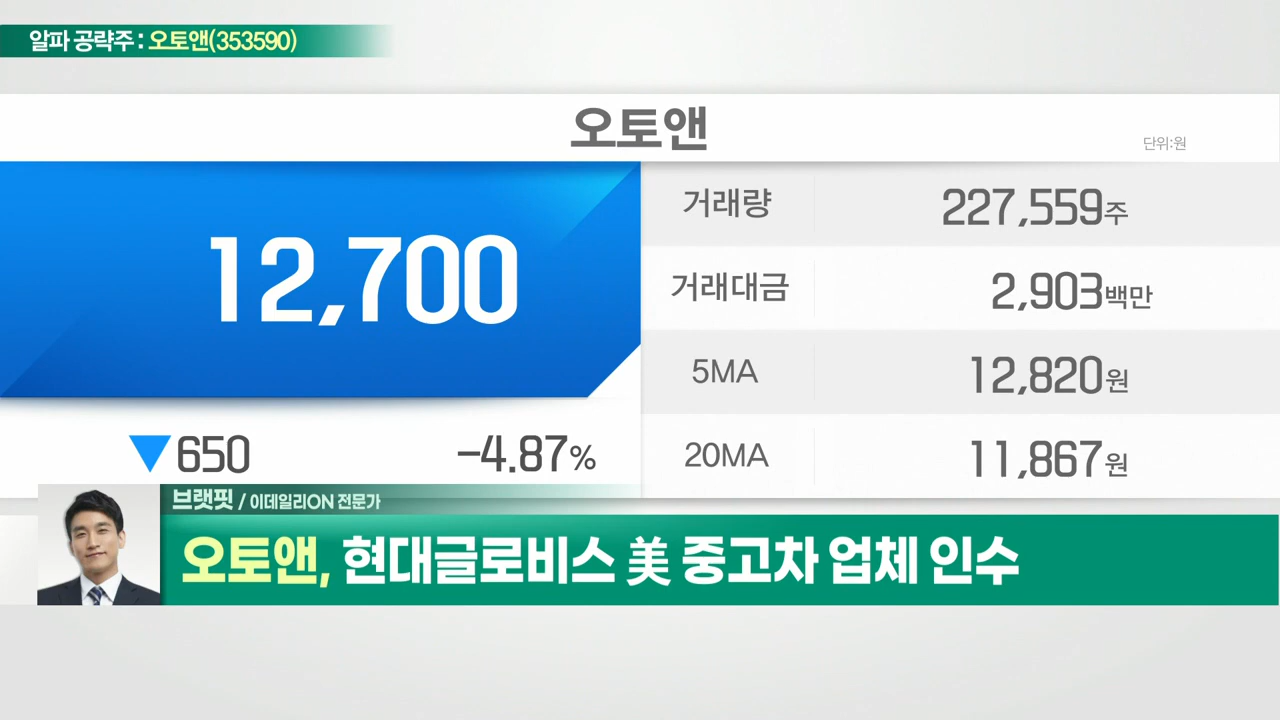 알파 공략주 : 오토앤(353590)
오토앤
단위:원
12,700
▼650 -4.87%
거래량 227,559주
거래대금 2,903백만
5MA 12,820원
20MA 11,867원
브랫핏 / 이데일리ON 전문가
오토앤, 현대글로비스 美 중고차 업체 인수